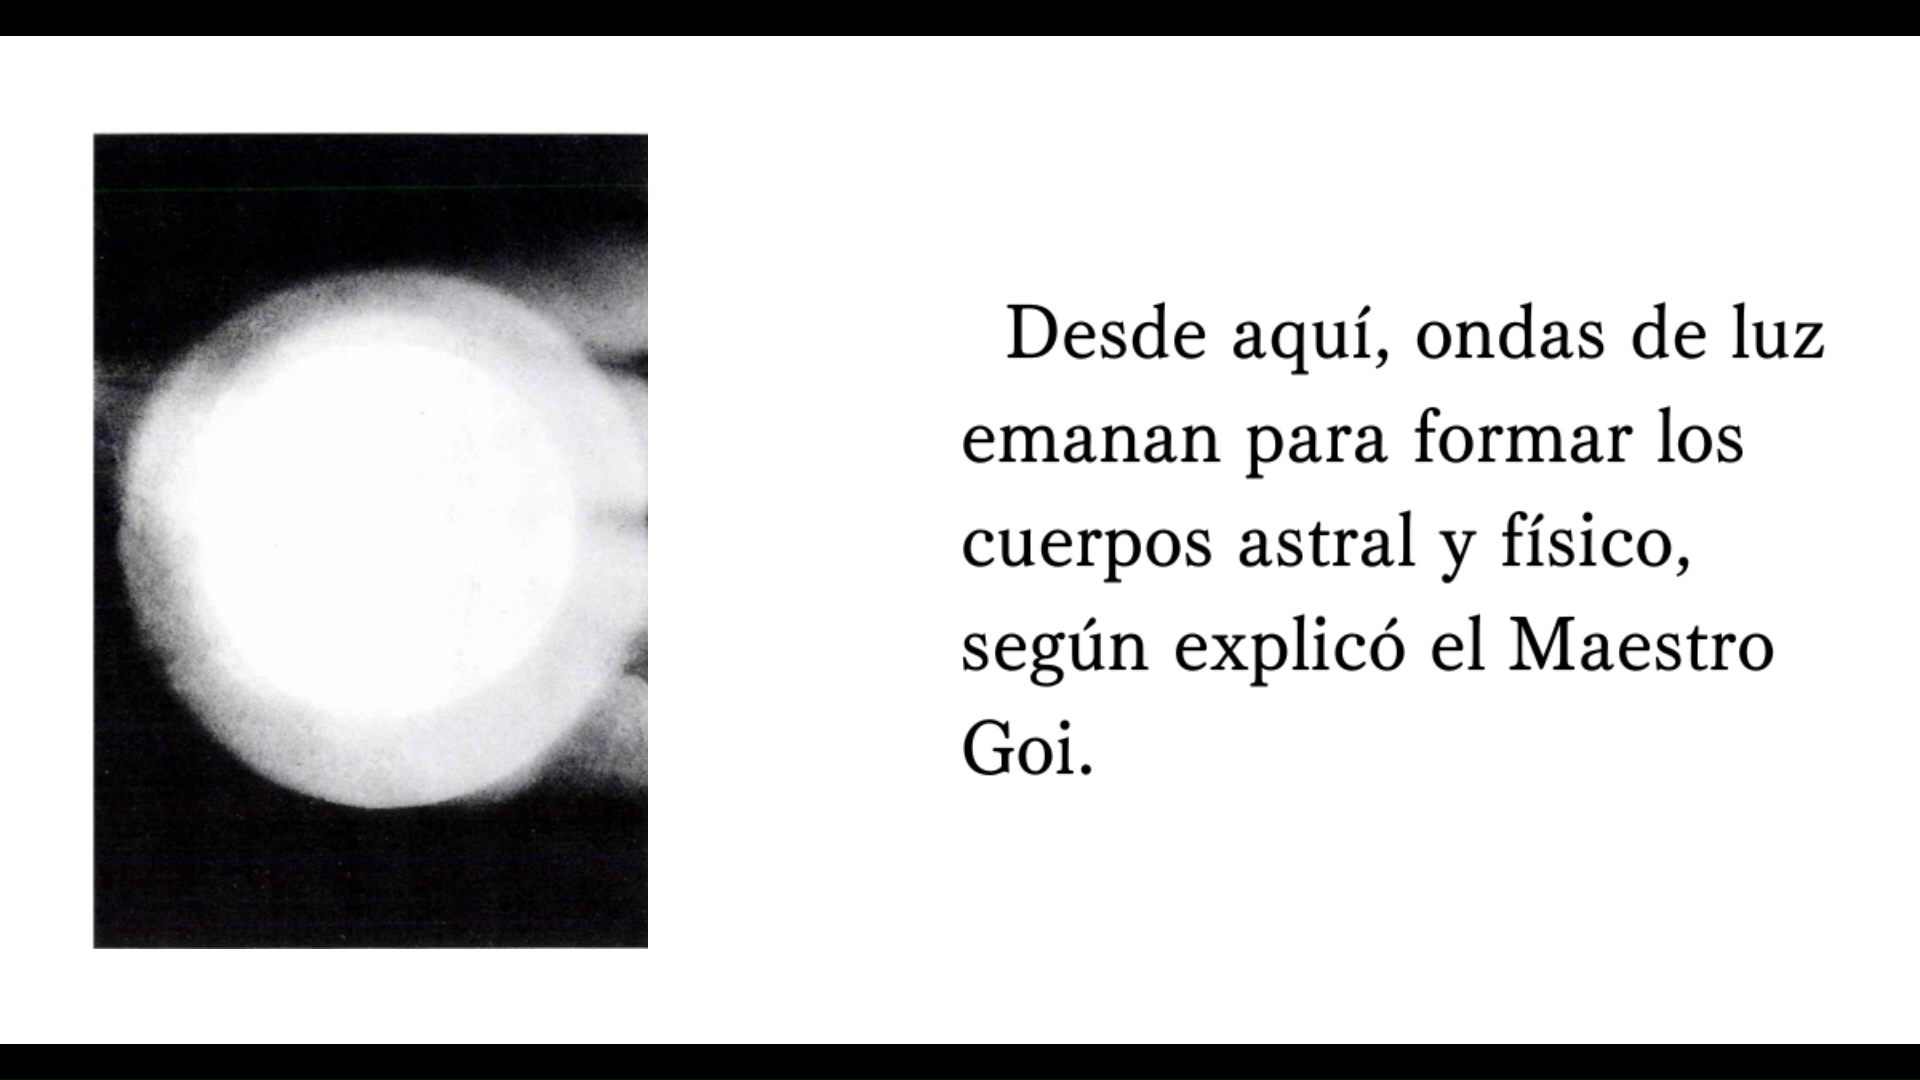 Desde aquí, ondas de luz
emanan para formar los
cuerpos astral y físico,
según explicó el Maestro
Goi.